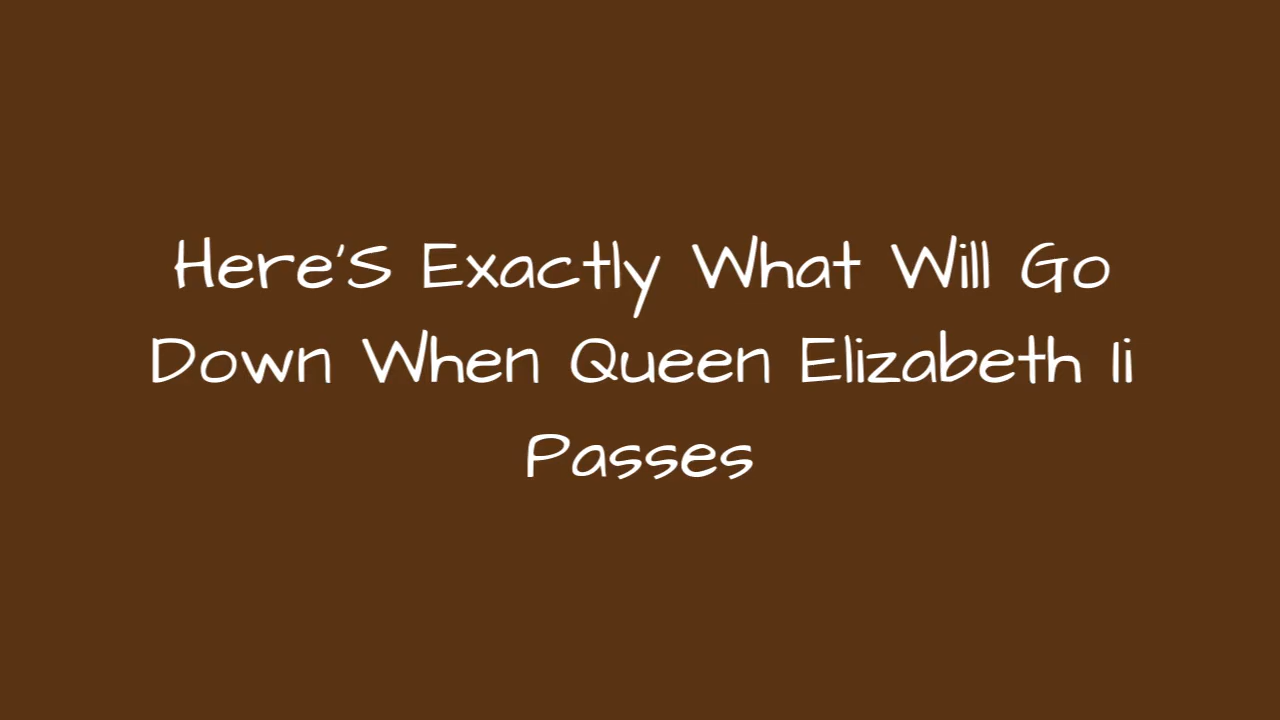 Here'S Exactly What Will Go
Down When Queen Elizabeth Ii
Passes